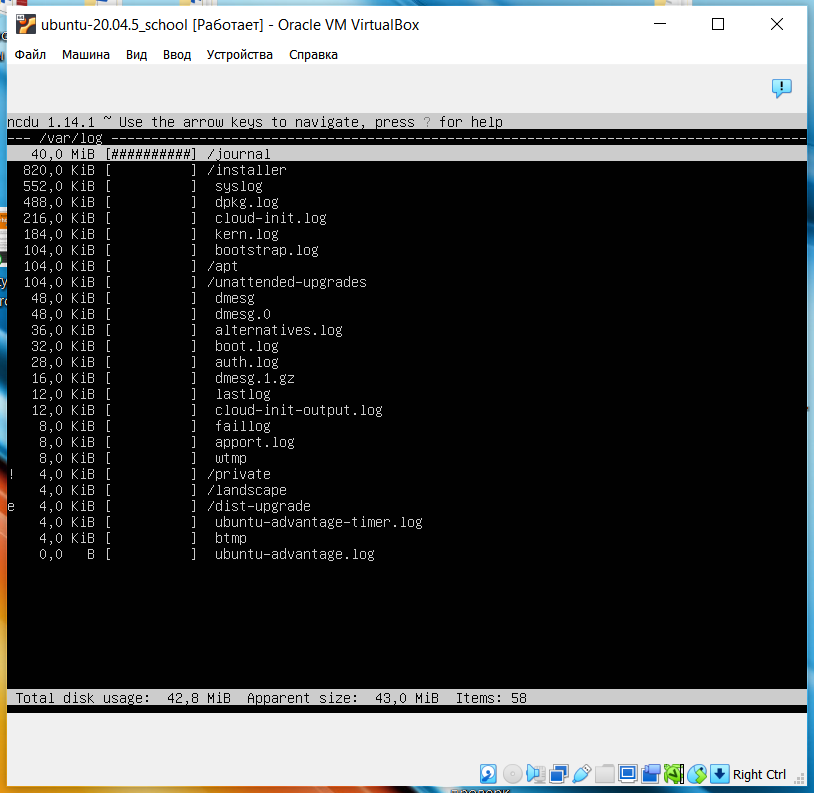 ubuntu-20.04.5_school [Работает] - Oracle VM VirtualBox
Файл Машина Вид Ввод Устройства Справка
ncdu 1.14.1 ~ Use the arrow keys to navigate, press ? for help
--- /var/log ----------------------------------------------------------------------------------------
40,0 MiB [##########] /journal
820,0 KiB [          ] /installer
552,0 KiB [          ]  syslog
488,0 KiB [          ]  dpkg.log
216,0 KiB [          ]  cloud-init.log
184,0 KiB [          ]  kern.log
104,0 KiB [          ]  bootstrap.log
104,0 KiB [          ] /apt
104,0 KiB [          ] /unattended-upgrades
48,0 KiB [          ]  dmesg
48,0 KiB [          ]  dmesg.0
36,0 KiB [          ]  alternatives.log
32,0 KiB [          ]  boot.log
28,0 KiB [          ]  auth.log
16,0 KiB [          ]  dmesg.1.gz
12,0 KiB [          ]  lastlog
12,0 KiB [          ]  cloud-init-output.log
8,0 KiB [          ]  faillog
8,0 KiB [          ]  apport.log
8,0 KiB [          ]  wtmp
! 4,0 KiB [          ] /private
4,0 KiB [          ] /landscape
e 4,0 KiB [          ] /dist-upgrade
4,0 KiB [          ]  ubuntu-advantage-timer.log
4,0 KiB [          ]  btmp
0,0 B [          ]  ubuntu-advantage.log
Total disk usage: 42,8 MiB Apparent size: 43,0 MiB Items: 58
Right Ctrl